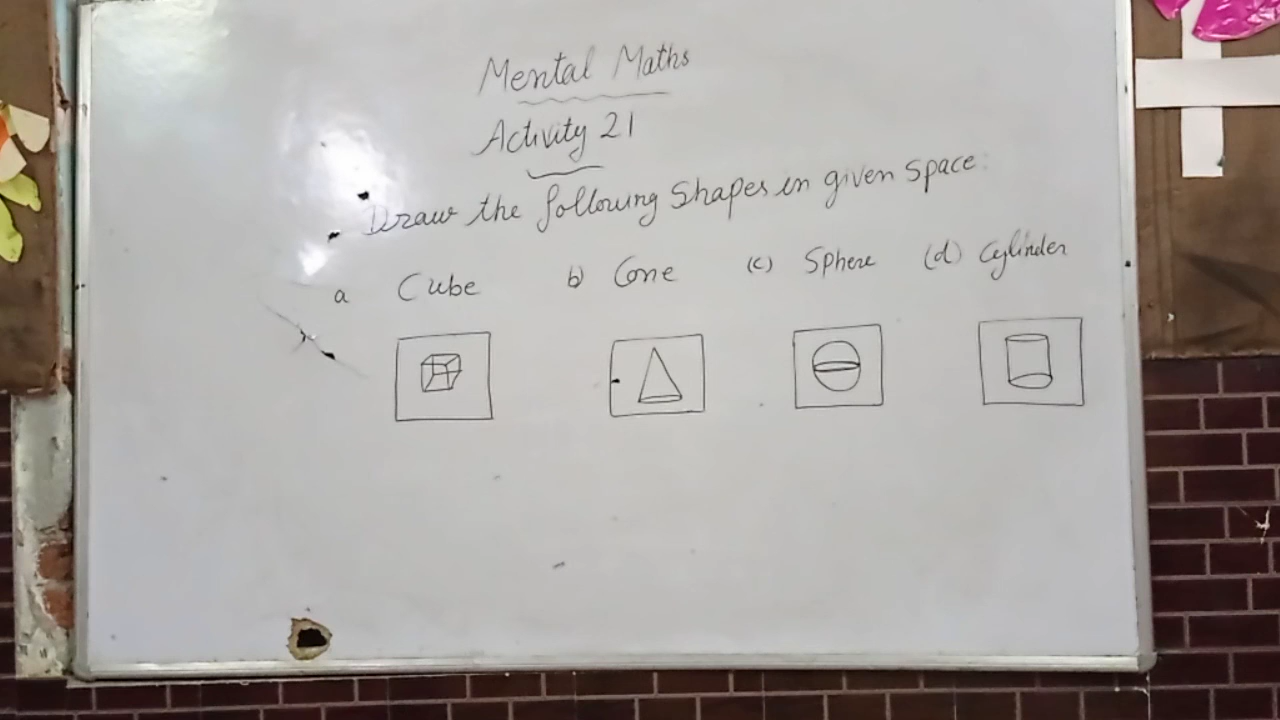 Mental Maths
Activity 21
Draw the following Shapes in given space.
a Cube b) Cone (c) Sphere (d) Cylinder